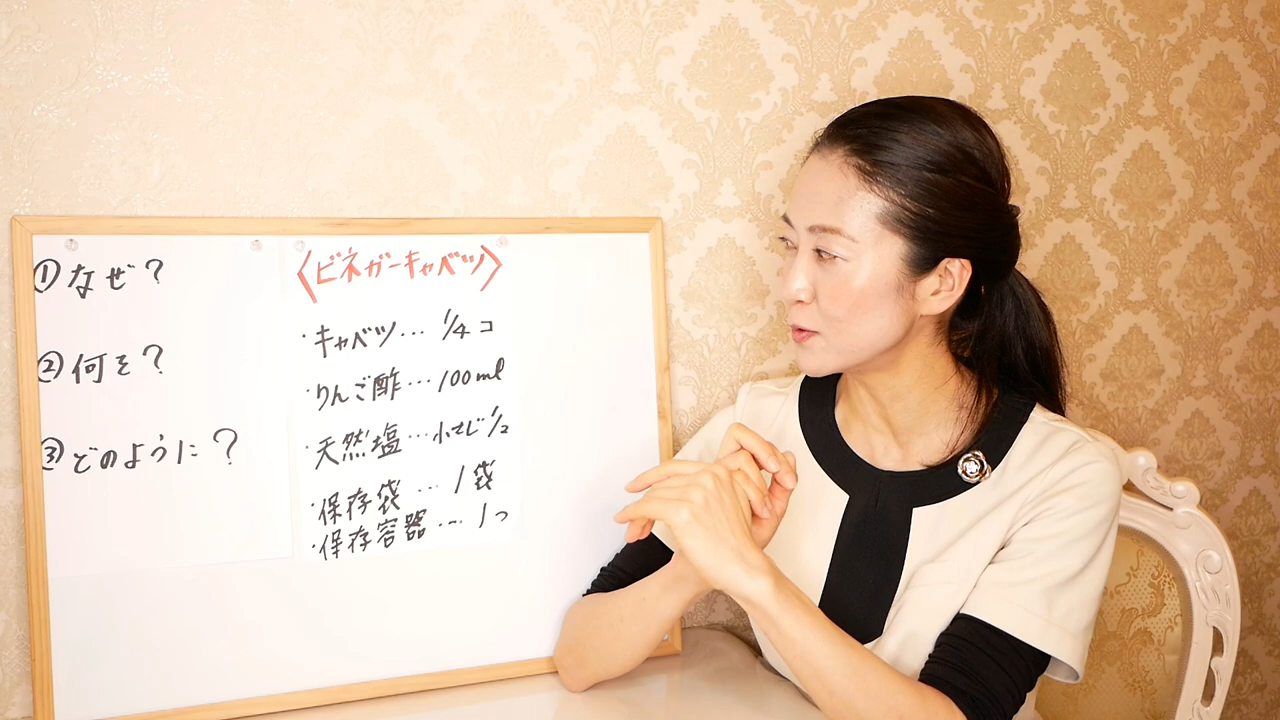 ①なぜ?
②何を?
③どのように?
〈ビネガーキャベツ〉
・キャベツ… 1/4コ
・りんご酢…100ml
・天然塩…小さじ1/2
・保存袋… 1袋
・保存容器… 1つ